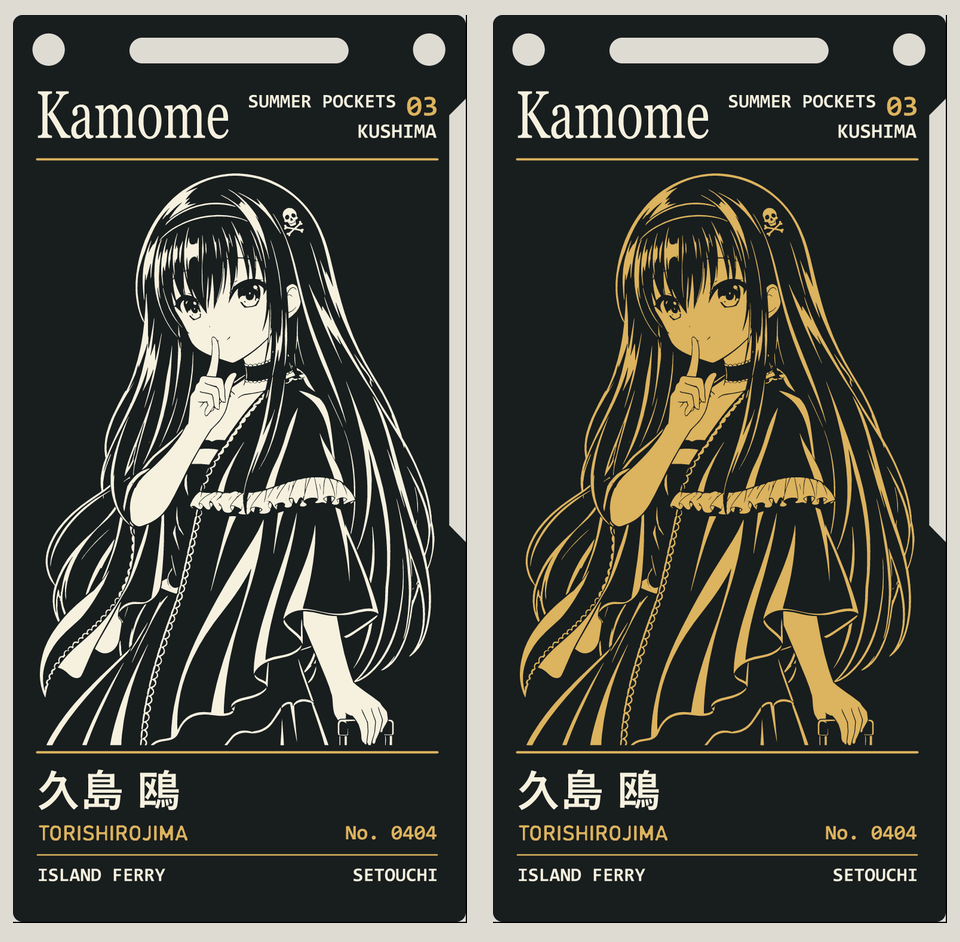 Kamome
SUMMER POCKETS 03
KUSHIMA
久島 鴎
TORISHIROJIMA No. 0404
ISLAND FERRY SETOUCHI
Kamome
SUMMER POCKETS 03
KUSHIMA
久島 鴎
TORISHIROJIMA No. 0404
ISLAND FERRY SETOUCHI